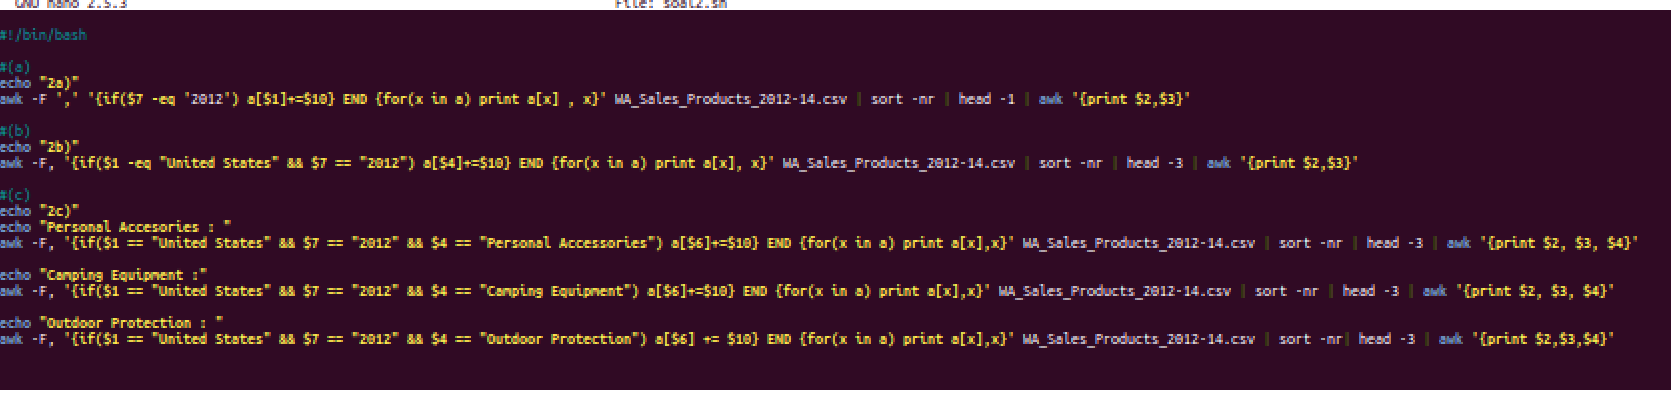 GNU nano 2.5.3 File: soal2.sh
#!/bin/bash
#(a)
echo "2a)"
awk -F ',' '{if($7 -eq '2012') a[$1]+=$10} END {for(x in a) print a[x] , x}' WA_Sales_Products_2012-14.csv | sort -nr | head -1 | awk '{print $2,$3}'
#(b)
echo "2b)"
awk -F, '{if($1 -eq "United States" && $7 == "2012") a[$4]+=$10} END {for(x in a) print a[x], x}' WA_Sales_Products_2012-14.csv | sort -nr | head -3 | awk '{print $2,$3}'
#(c)
echo "2c)"
echo "Personal Accesories : "
awk -F, '{if($1 == "United States" && $7 == "2012" && $4 == "Personal Accessories") a[$6]+=$10} END {for(x in a) print a[x],x}' WA_Sales_Products_2012-14.csv | sort -nr | head -3 | awk '{print $2, $3, $4}'
echo "Camping Equipment :"
awk -F, '{if($1 == "United States" && $7 == "2012" && $4 == "Camping Equipment") a[$6]+=$10} END {for(x in a) print a[x],x}' WA_Sales_Products_2012-14.csv | sort -nr | head -3 | awk '{print $2, $3, $4}'
echo "Outdoor Protection : "
awk -F, '{if($1 == "United States" && $7 == "2012" && $4 == "Outdoor Protection") a[$6] += $10} END {for(x in a) print a[x],x}' WA_Sales_Products_2012-14.csv | sort -nr| head -3 | awk '{print $2,$3,$4}'